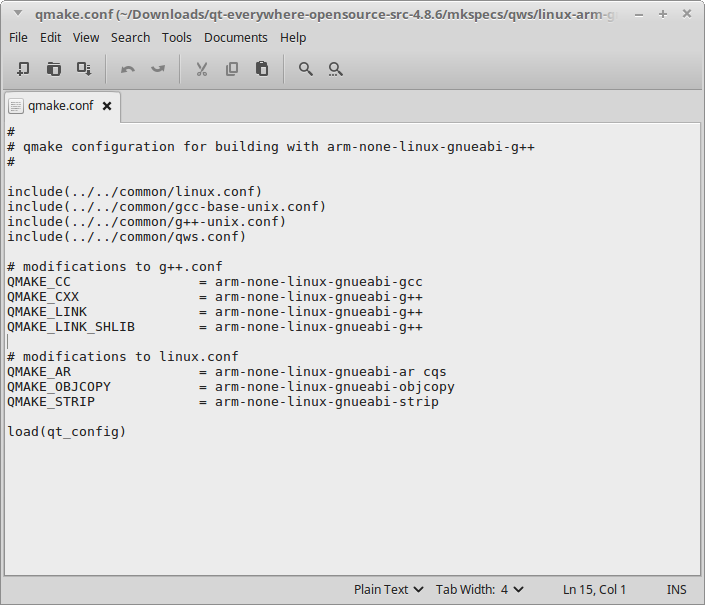 qmake.conf (~/Downloads/qt-everywhere-opensource-src-4.8.6/mkspecs/qws/linux-arm-g
File Edit View Search Tools Documents Help
qmake.conf
#
# qmake configuration for building with arm-none-linux-gnueabi-g++
#
include(../../common/linux.conf)
include(../../common/gcc-base-unix.conf)
include(../../common/g++-unix.conf)
include(../../common/qws.conf)
# modifications to g++.conf
QMAKE_CC                = arm-none-linux-gnueabi-gcc
QMAKE_CXX               = arm-none-linux-gnueabi-g++
QMAKE_LINK              = arm-none-linux-gnueabi-g++
QMAKE_LINK_SHLIB        = arm-none-linux-gnueabi-g++
# modifications to linux.conf
QMAKE_AR                = arm-none-linux-gnueabi-ar cqs
QMAKE_OBJCOPY           = arm-none-linux-gnueabi-objcopy
QMAKE_STRIP             = arm-none-linux-gnueabi-strip
load(qt_config)
Plain Text Tab Width: 4 Ln 15, Col 1 INS